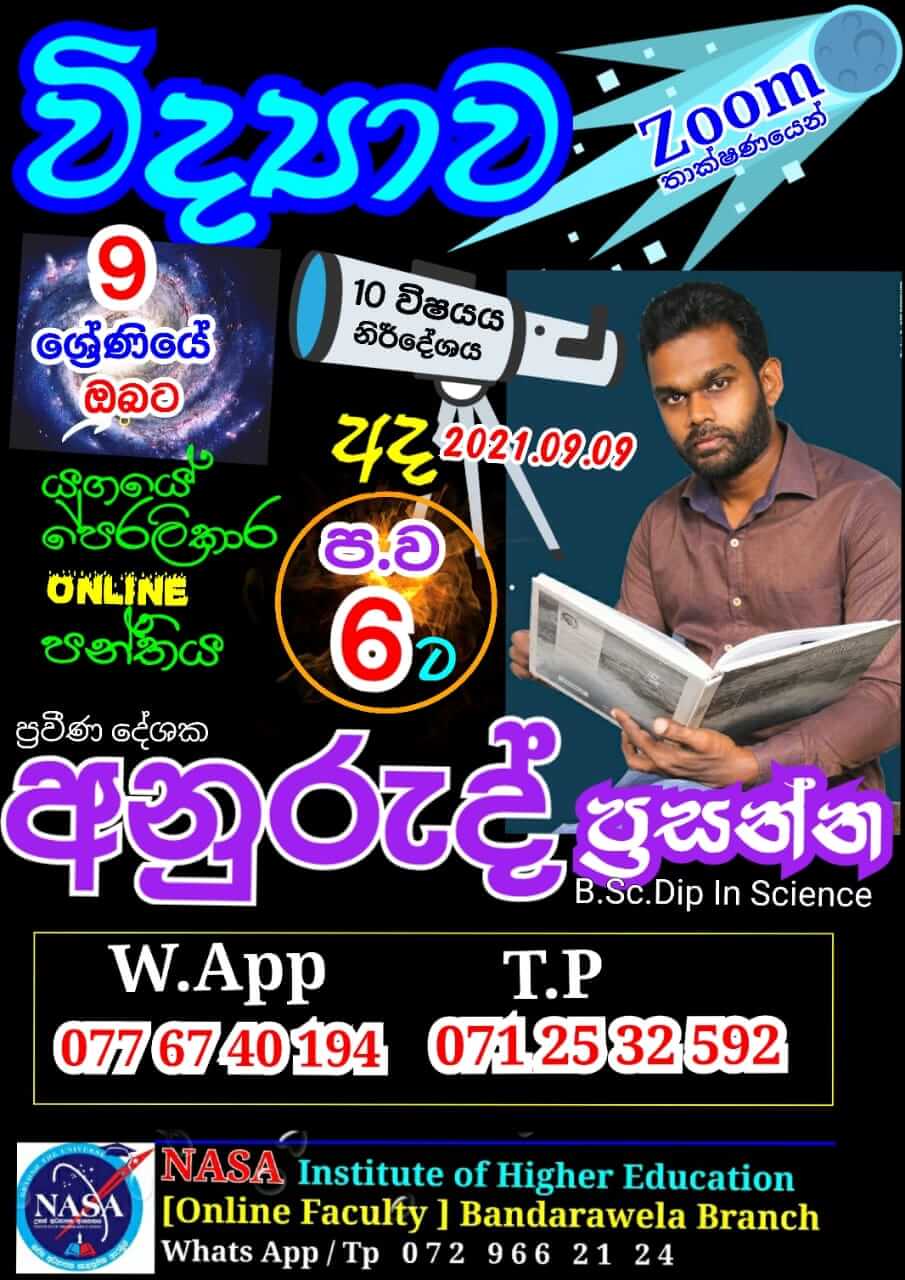 විද්‍යාව
Zoom
තාක්ෂණයෙන්
9
ශ්‍රේණියේ
ඔබට
10 විෂයය
නිර්දේශය
අද 2021.09.09
ප.ව
6ට
යුගයේ
පෙරලිකාර
ONLINE
පන්තිය
ප්‍රවීණ දේශක
අනුරුද් ප්‍රසන්න
B.Sc.Dip In Science
W.App T.P
077 67 40 194 071 25 32 592
NASA
NASA Institute of Higher Education
[Online Faculty ] Bandarawela Branch
Whats App / Tp 072 966 21 24